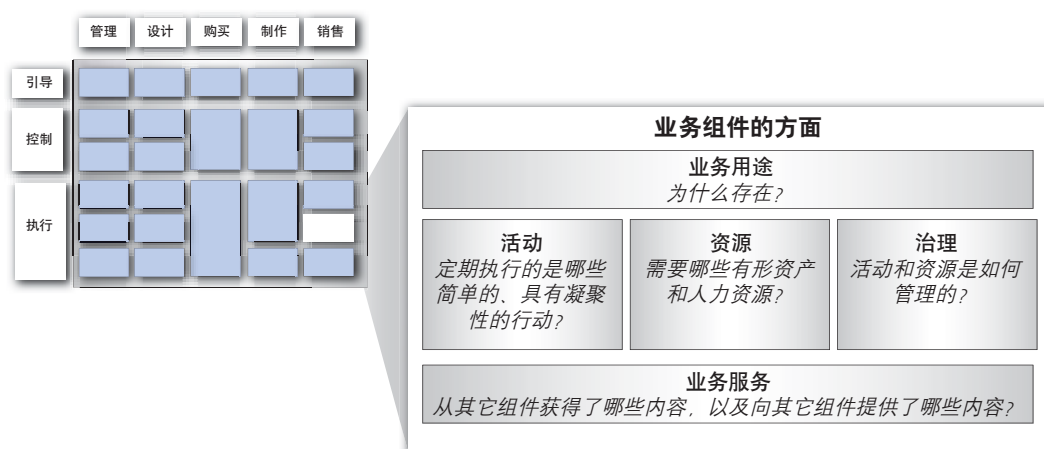 管理
设计
购买
制作
销售
引导
控制
执行
业务组件的方面
业务用途
为什么存在?
活动
定期执行的是哪些
简单的、具有凝聚
性的行动?
资源
需要哪些有形资产
和人力资源?
治理
活动和资源是如何
管理的?
业务服务
从其它组件获得了哪些内容，以及向其它组件提供了哪些内容?